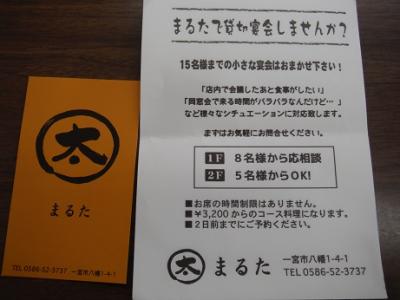 まるたで貸切宴会しませんか?
15名様までの小さな宴会はおまかせ下さい!
「店内で会議したあと食事がしたい」
「同窓会で来る時間がバラバラなんだけど…」
など様々なシチュエーションに対応致します。
まずはお気軽にお問合せください。
1F 8名様から応相談
2F 5名様からOK!
■お席の時間制限はありません。
■¥3,200からのコース料理になります。
■2日前までにご予約ください。
太 まるた
一宮市八幡1-4-1
TEL 0586-52-3737
太
まるた
TEL 0586-52-3737 一宮市八幡1-4-1